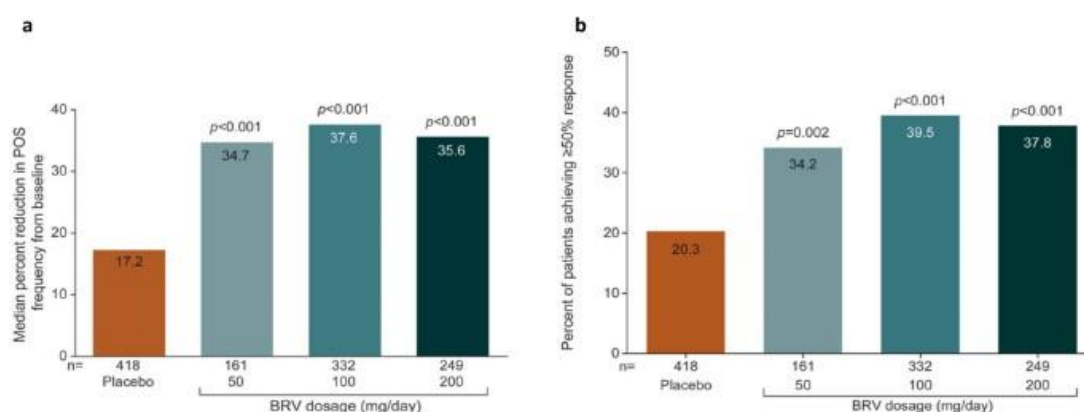 a
Median percent reduction in POS
frequency from baseline
40
30
20
10
0
17.2
p<0.001
34.7
p<0.001
37.6
p<0.001
35.6
n= 418 161 332 249
Placebo 50 100 200
BRV dosage (mg/day)
b
Percent of patients achieving ≥50% response
50
40
30
20
10
0
20.3
p=0.002
34.2
p<0.001
39.5
p<0.001
37.8
n= 418 161 332 249
Placebo 50 100 200
BRV dosage (mg/day)